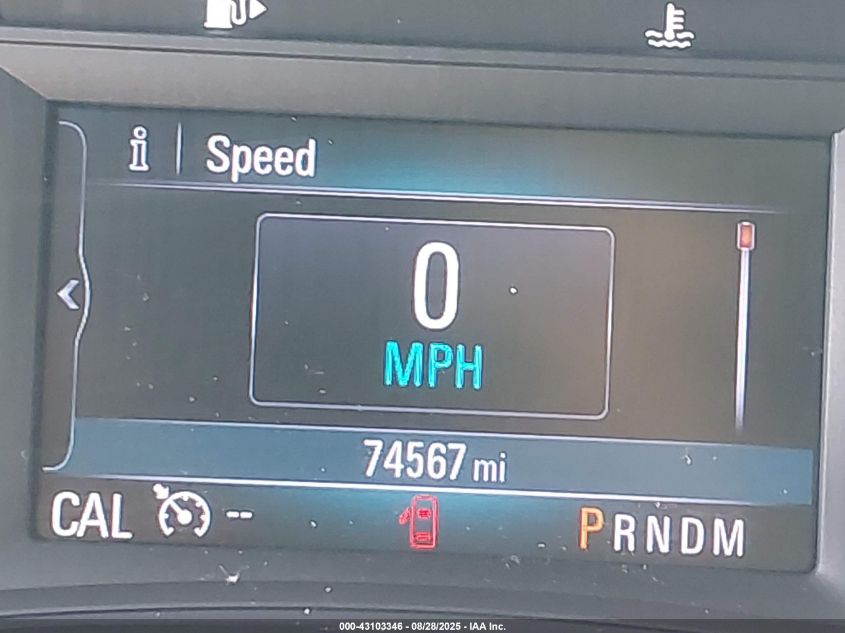 Speed
0
MPH
74567 mi
CAL --
PRNDM
000-43103346 - 08/28/2025 - IAA Inc.